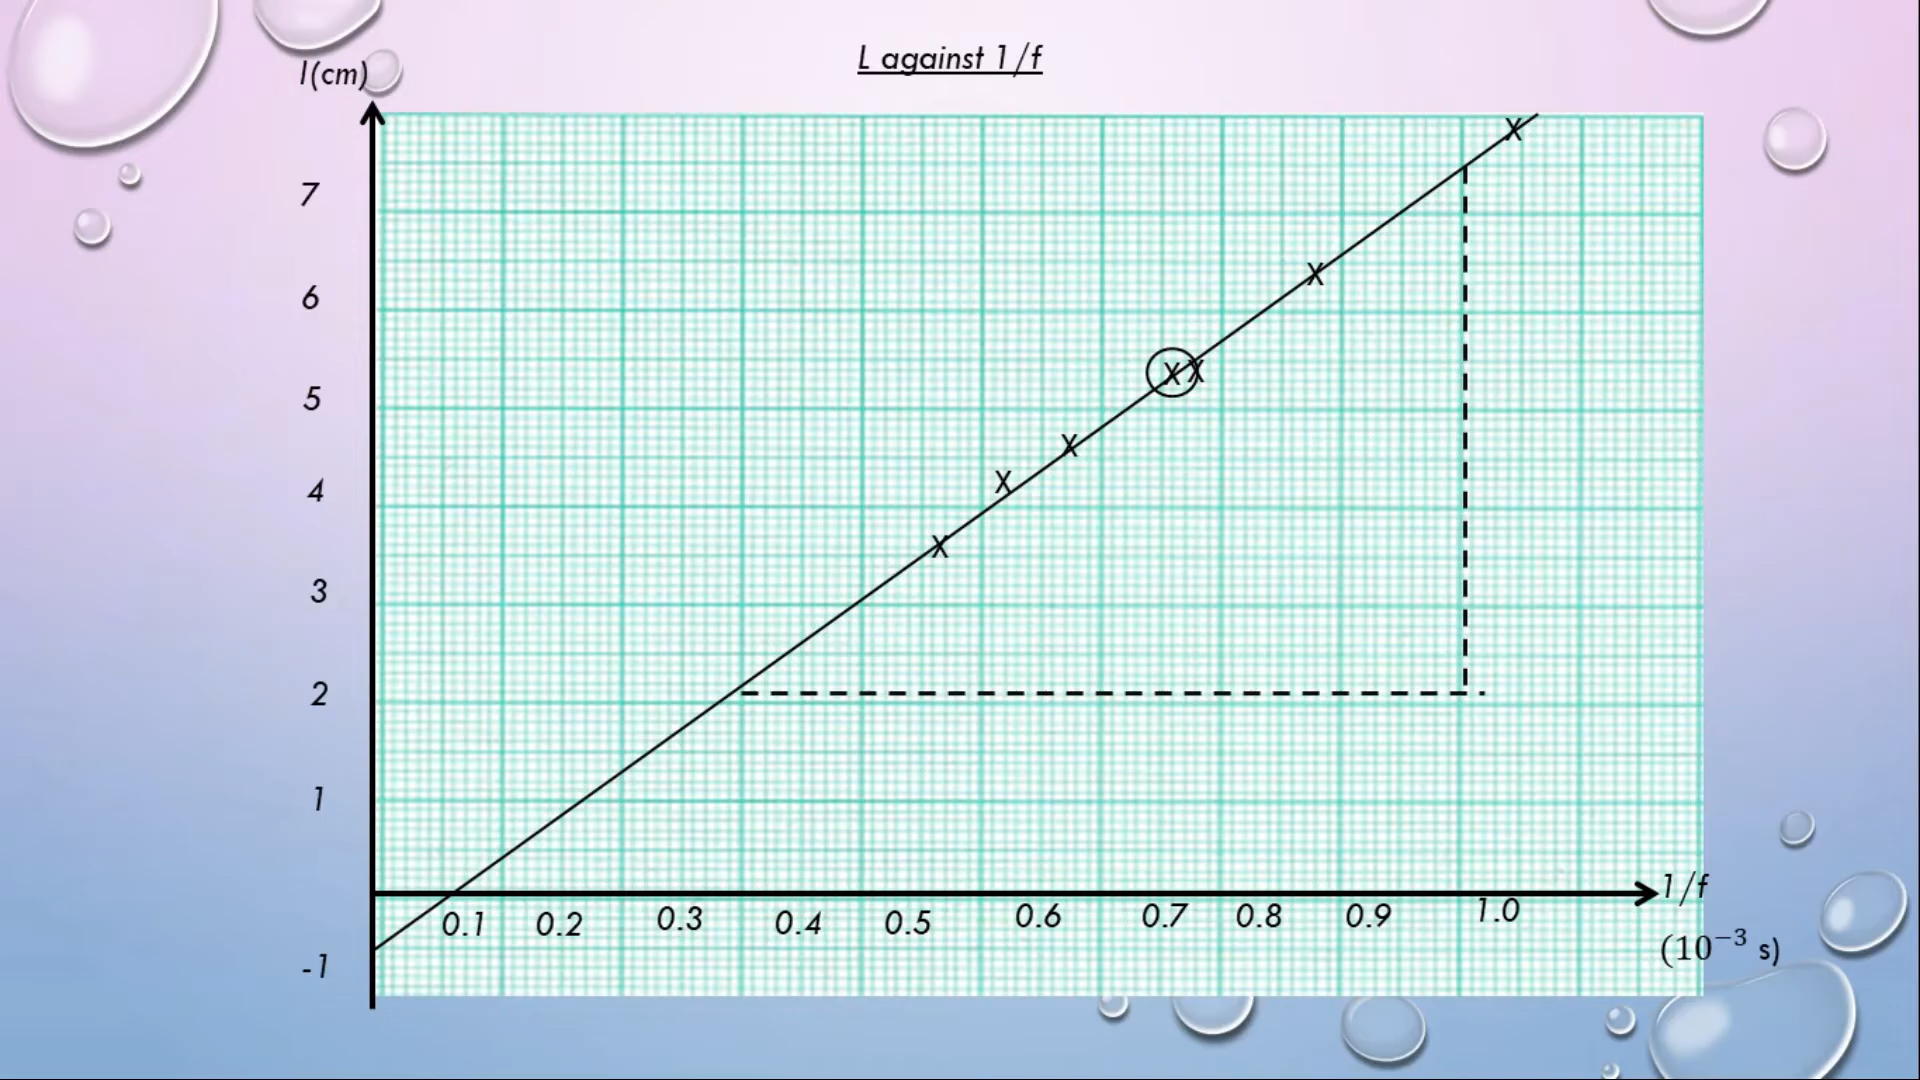 L against 1/f
l(cm)
7
6
5
4
3
2
1
-1
0.1 0.2 0.3 0.4 0.5 0.6 0.7 0.8 0.9 1.0
1/f
(10⁻³ s)
X
X
X
X
X
X
X